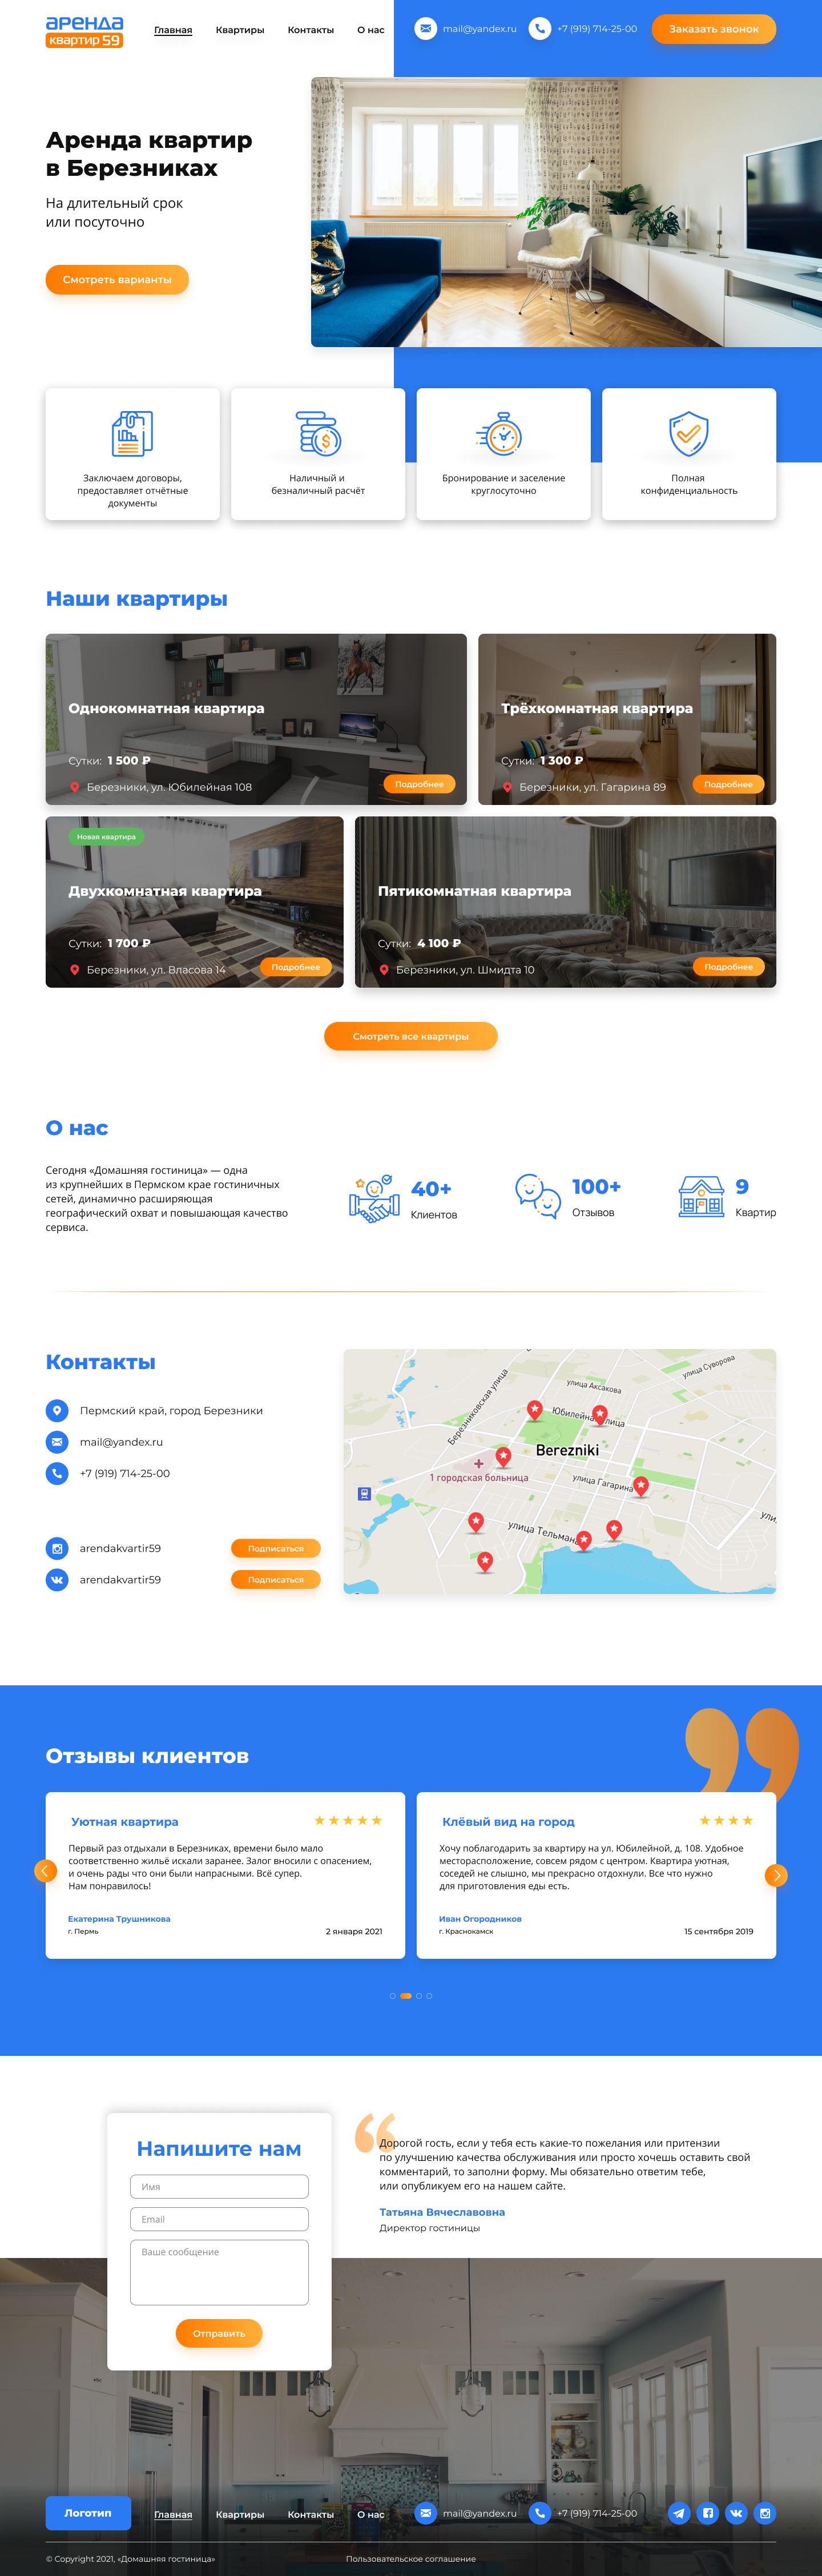 аренда
квартир 59
Главная
Квартиры
Контакты
О нас
mail@yandex.ru
+7 (919) 714-25-00
Заказать звонок
Аренда квартир
в Березниках
На длительный срок
или посуточно
Смотреть варианты
Заключаем договоры,
предоставляет отчётные
документы
Наличный и
безналичный расчёт
Бронирование и заселение
круглосуточно
Полная
конфиденциальность
Наши квартиры
Однокомнатная квартира
Сутки: 1 500 ₽
Березники, ул. Юбилейная 108
Подробнее
Трёхкомнатная квартира
Сутки: 1 300 ₽
Березники, ул. Гагарина 89
Подробнее
Новая квартира
Двухкомнатная квартира
Сутки: 1 700 ₽
Березники, ул. Власова 14
Подробнее
Пятикомнатная квартира
Сутки: 4 100 ₽
Березники, ул. Шмидта 10
Подробнее
Смотреть все квартиры
О нас
Сегодня «Домашняя гостиница» — одна
из крупнейших в Пермском крае гостиничных
сетей, динамично расширяющая
географический охват и повышающая качество
сервиса.
40+
Клиентов
100+
Отзывов
9
Квартир
Контакты
Пермский край, город Березники
mail@yandex.ru
+7 (919) 714-25-00
arendakvartir59
Подписаться
arendakvartir59
Подписаться
улица Суворова
улица Аксакова
Березниковская улица
Юбилейная улица
Berezniki
1 городская больница
улица Гагарина
улица Тельмана
ули
Отзывы клиентов
Уютная квартира
Первый раз отдыхали в Березниках, времени было мало
соответственно жильё искали заранее. Залог вносили с опасением,
и очень рады что они были напрасными. Всё супер.
Нам понравилось!
Екатерина Трушникова
г. Пермь
2 января 2021
Клёвый вид на город
Хочу поблагодарить за квартиру на ул. Юбилейной, д. 108. Удобное
месторасположение, совсем рядом с центром. Квартира уютная,
соседей не слышно, мы прекрасно отдохнули. Все что нужно
для приготовления еды есть.
Иван Огородников
г. Краснокамск
15 сентября 2019
Напишите нам
Имя
Email
Ваше сообщение
Отправить
Дорогой гость, если у тебя есть какие-то пожелания или притензии
по улучшению качества обслуживания или просто хочешь оставить свой
комментарий, то заполни форму. Мы обязательно ответим тебе,
или опубликуем его на нашем сайте.
Татьяна Вячеславовна
Директор гостиницы
Логотип
Главная
Квартиры
Контакты
О нас
mail@yandex.ru
+7 (919) 714-25-00
© Copyright 2021, «Домашняя гостиница»
Пользовательское соглашение